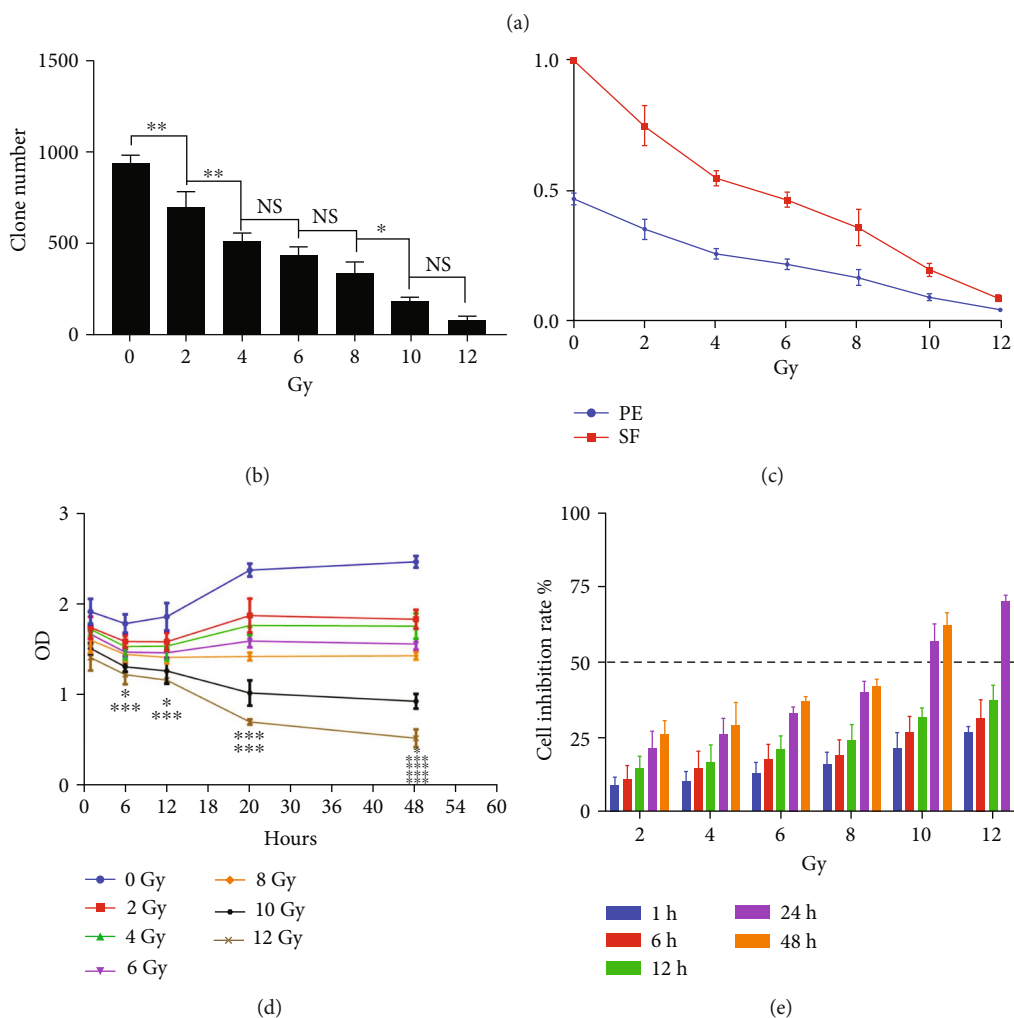 (a)
1500
1000
500
0
Clone number
**
**
NS
NS
*
NS
0 2 4 6 8 10 12
Gy
(b)
1.0
0.5
0.0
0 2 4 6 8 10 12
Gy
PE
SF
(c)
3
2
1
0
OD
*
***
*
***
***
***
0 6 12 18 20 30 36 42 48 54 60
Hours
0 Gy
2 Gy
4 Gy
6 Gy
8 Gy
10 Gy
12 Gy
(d)
100
75
50
25
0
Cell inhibition rate %
2 4 6 8 10 12
Gy
1 h
6 h
12 h
24 h
48 h
(e)